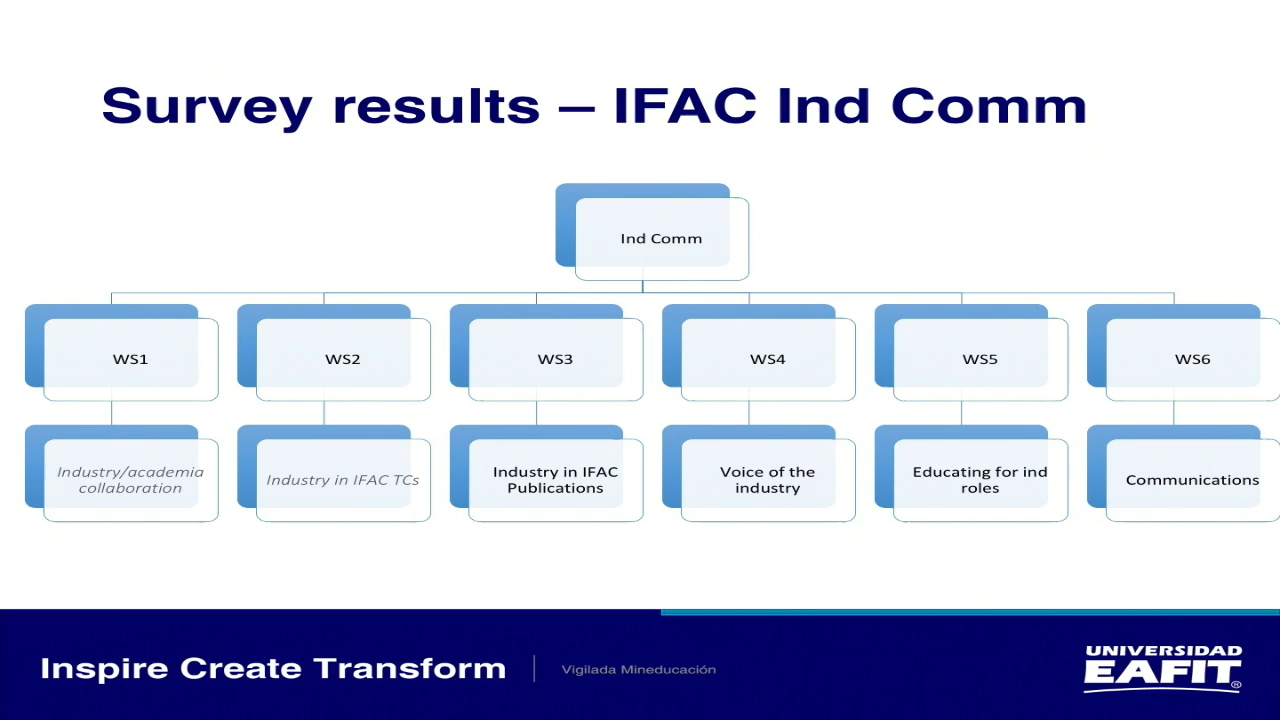 Survey results – IFAC Ind Comm
Ind Comm
WS1
WS2
WS3
WS4
WS5
WS6
Industry/academia
collaboration
Industry in IFAC TCs
Industry in IFAC
Publications
Voice of the
industry
Educating for ind
roles
Communications
Inspire Create Transform
Vigilada Mineducación
UNIVERSIDAD
EAFIT®